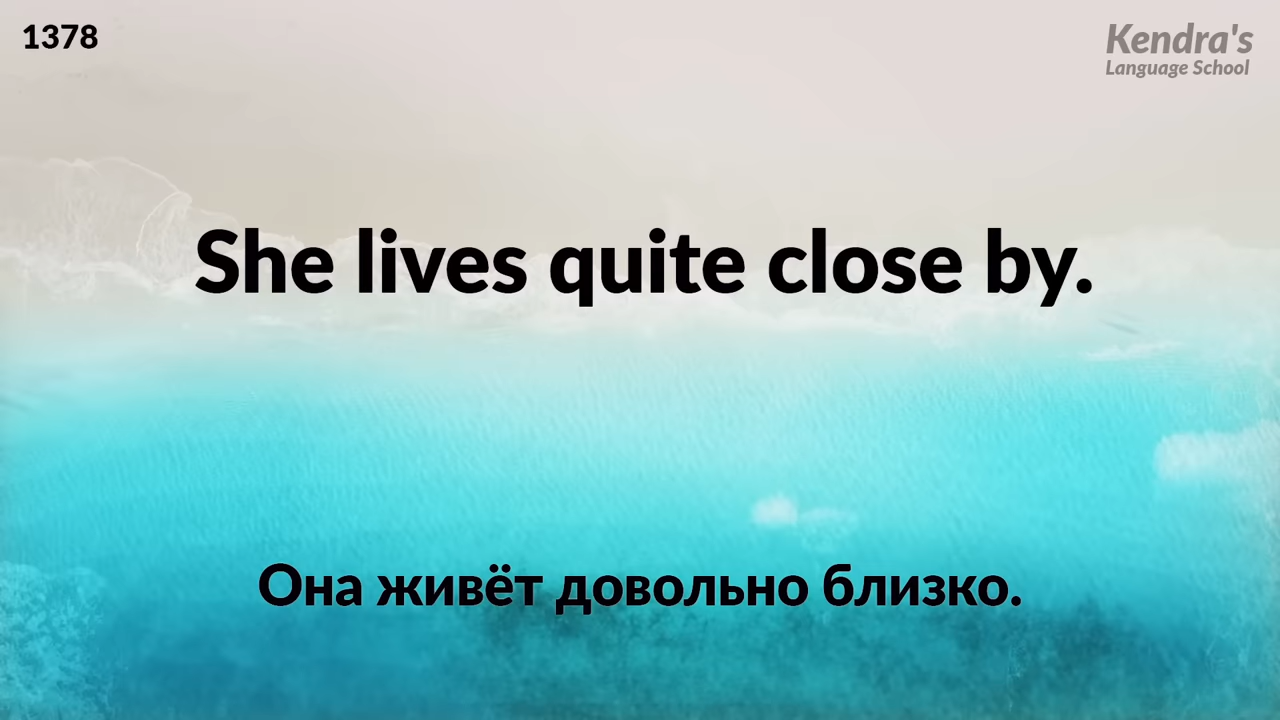 1378
Kendra's
Language School
She lives quite close by.
Она живёт довольно близко.